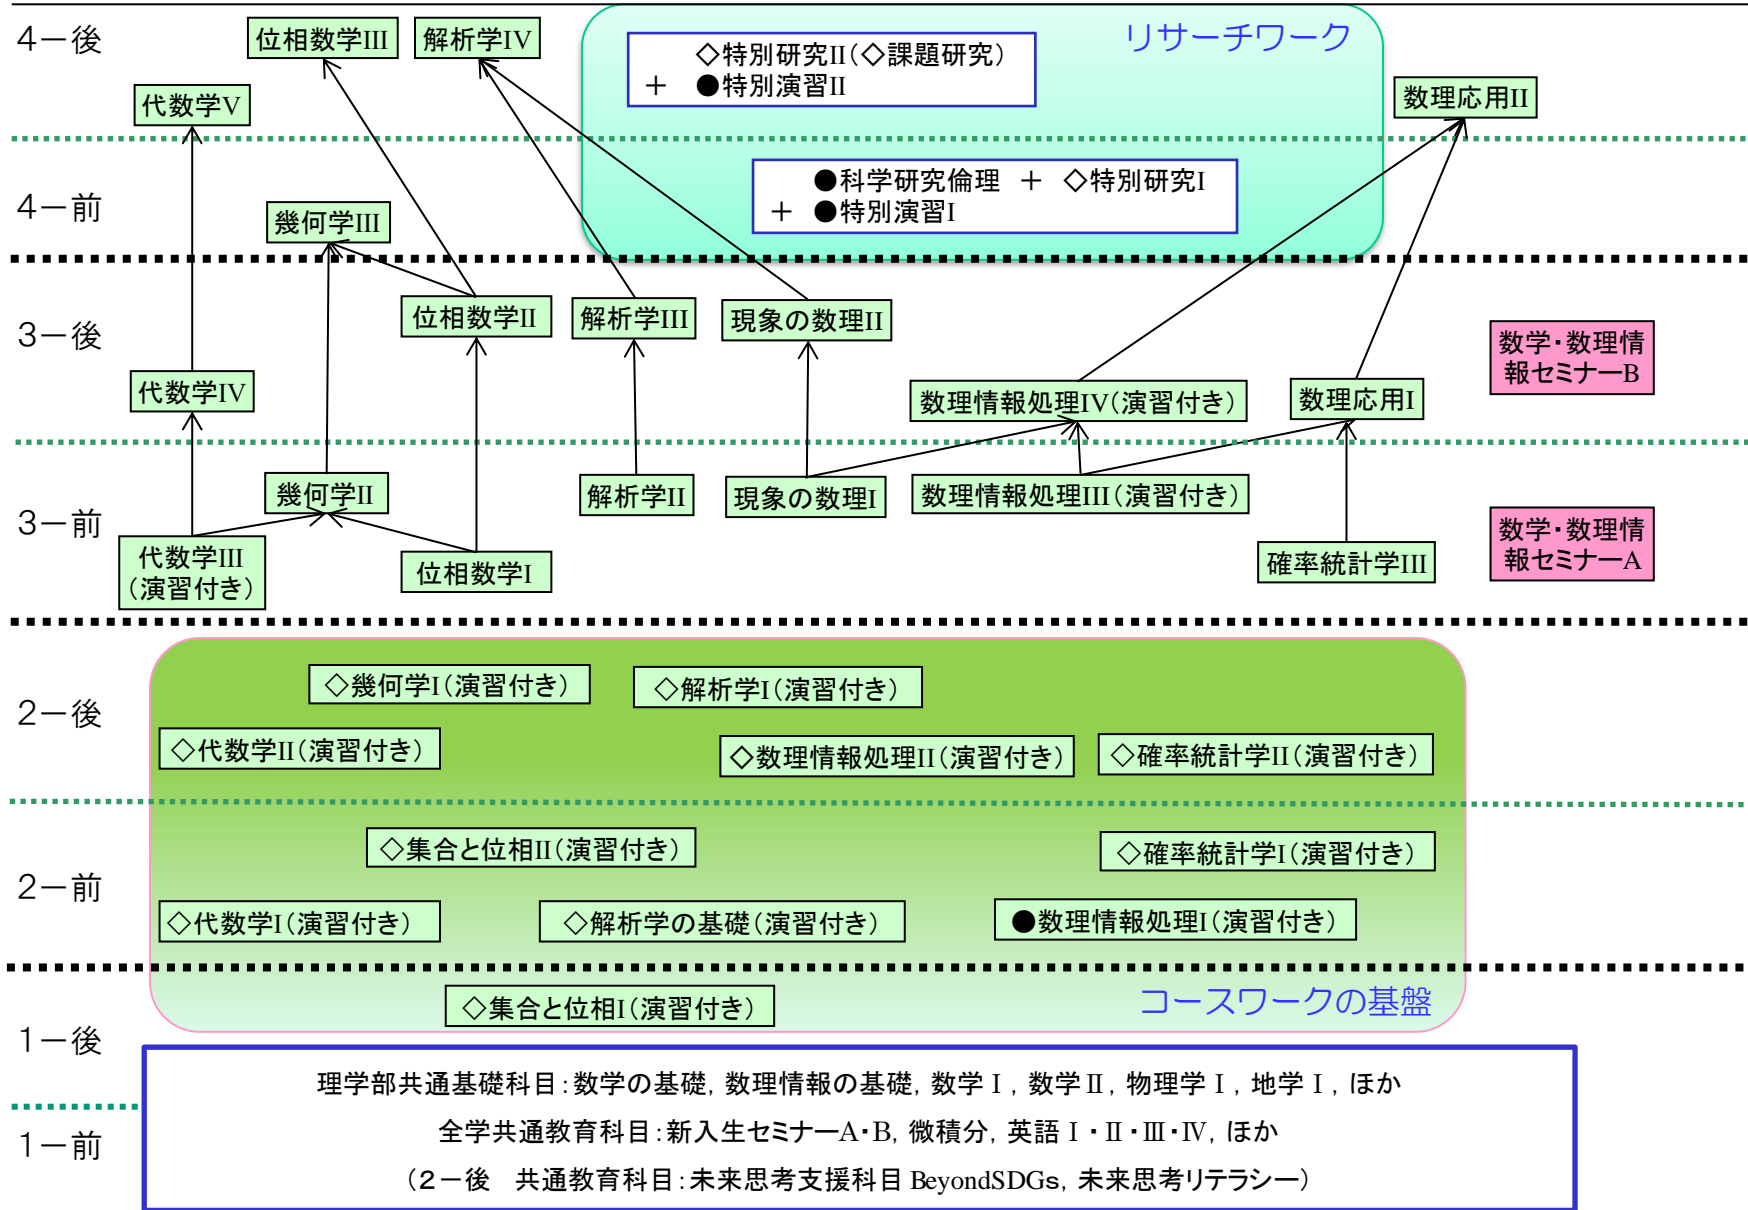 4－後
位相数学III
解析学IV
リサーチワーク
◇特別研究II(◇課題研究)
＋ ●特別演習II
代数学V
数理応用II
4－前
●科学研究倫理 ＋ ◇特別研究I
＋ ●特別演習I
幾何学III
3－後
位相数学II
解析学III
現象の数理II
数学・数理情
報セミナーB
代数学IV
数理情報処理IV(演習付き)
数理応用I
3－前
幾何学II
解析学II
現象の数理I
数理情報処理III(演習付き)
数学・数理情
報セミナーA
代数学III
(演習付き)
位相数学I
確率統計学III
2－後
◇幾何学I(演習付き)
◇解析学I(演習付き)
◇代数学II(演習付き)
◇数理情報処理II(演習付き)
◇確率統計学II(演習付き)
2－前
◇集合と位相II(演習付き)
◇確率統計学I(演習付き)
◇代数学I(演習付き)
◇解析学の基礎(演習付き)
●数理情報処理I(演習付き)
1－後
◇集合と位相I(演習付き)
コースワークの基盤
理学部共通基礎科目：数学の基礎, 数理情報の基礎, 数学Ⅰ, 数学Ⅱ, 物理学Ⅰ, 地学Ⅰ, ほか
1－前
全学共通教育科目：新入生セミナーA・B, 微積分, 英語Ⅰ・Ⅱ・Ⅲ・Ⅳ, ほか
(２－後 共通教育科目：未来思考支援科目 BeyondSDGs, 未来思考リテラシー)